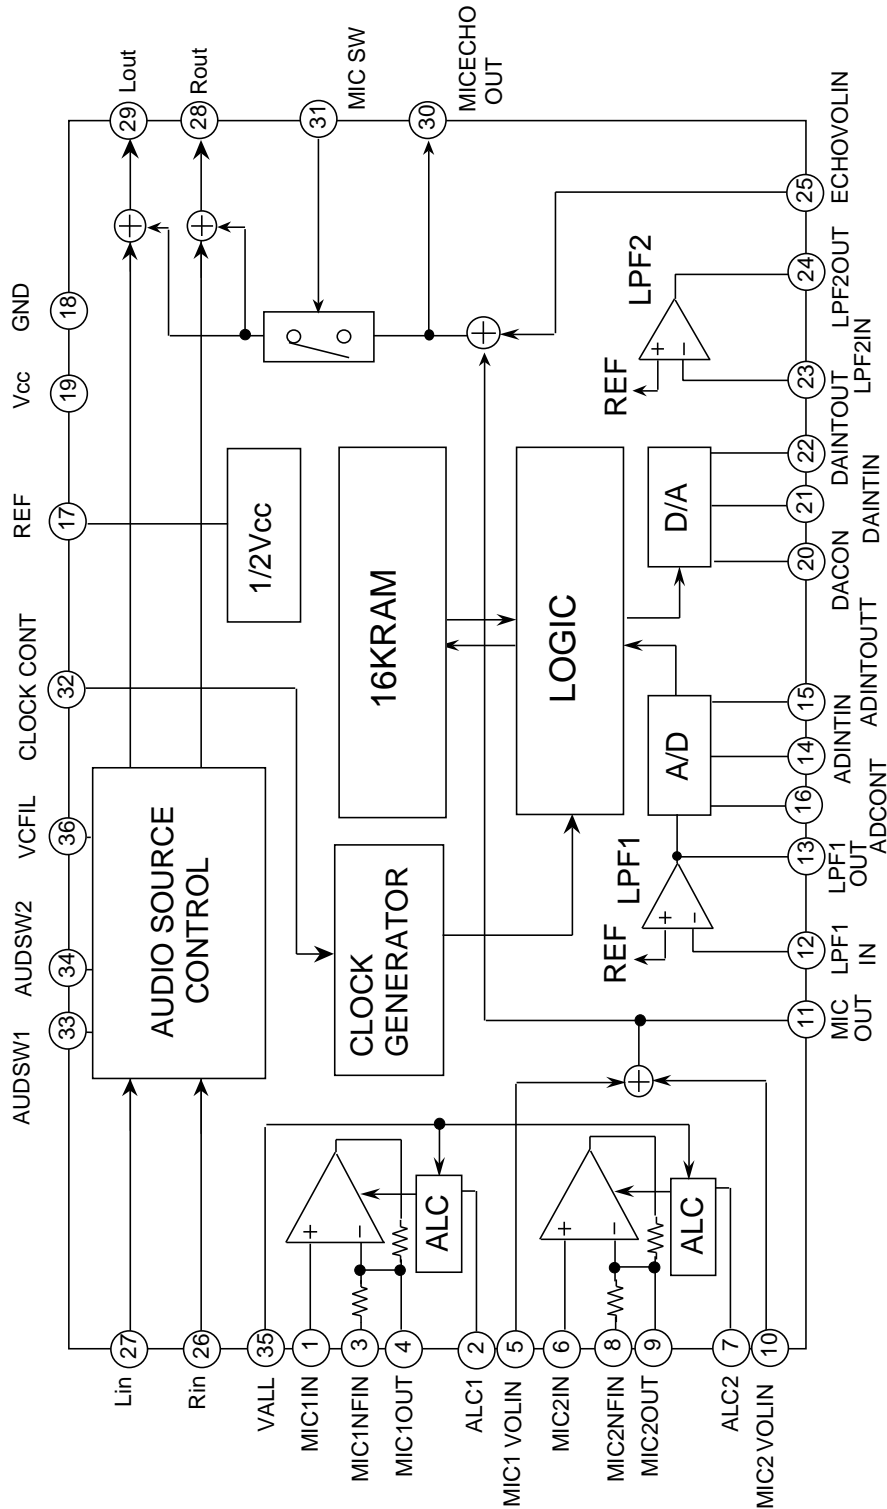 Lin
27
Rin
26
VALL
35
MIC1IN
1
MIC1NFIN
3
MIC1OUT
4
ALC1
2
MIC1 VOLIN
5
MIC2IN
6
MIC2NFIN
8
MIC2OUT
9
ALC2
7
MIC2 VOLIN
10
AUDSW1
33
AUDSW2
34
VCFIL
36
CLOCK CONT
32
REF
17
Vcc
19
GND
18
29
Lout
28
Rout
31
MIC SW
30
MICECHO
OUT
AUDIO SOURCE
CONTROL
CLOCK
GENERATOR
1/2Vcc
16KRAM
LOGIC
A/D
D/A
+
−
ALC
+
−
ALC
REF
+
−
LPF1
REF
+
−
LPF2
11
MIC
OUT
12
LPF1
IN
13
LPF1
OUT
16
ADCONT
14
ADINTIN
15
ADINTOUTT
20
DACON
21
DAINTIN
22
DAINTOUT
23
LPF2IN
24
LPF2OUT
25
ECHOVOLIN